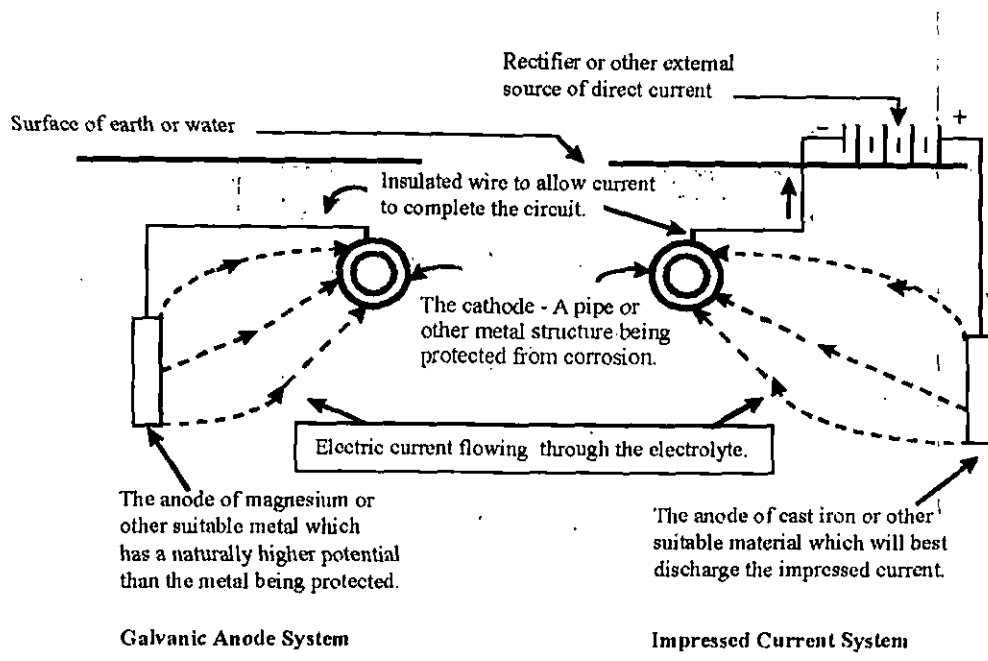 Rectifier or other external
source of direct current
Surface of earth or water
-
+
Insulated wire to allow current
to complete the circuit.
The cathode - A pipe or
other metal structure being
protected from corrosion.
Electric current flowing through the electrolyte.
The anode of magnesium or
other suitable metal which
has a naturally higher potential
than the metal being protected.
The anode of cast iron or other
suitable material which will best
discharge the impressed current.
Galvanic Anode System
Impressed Current System